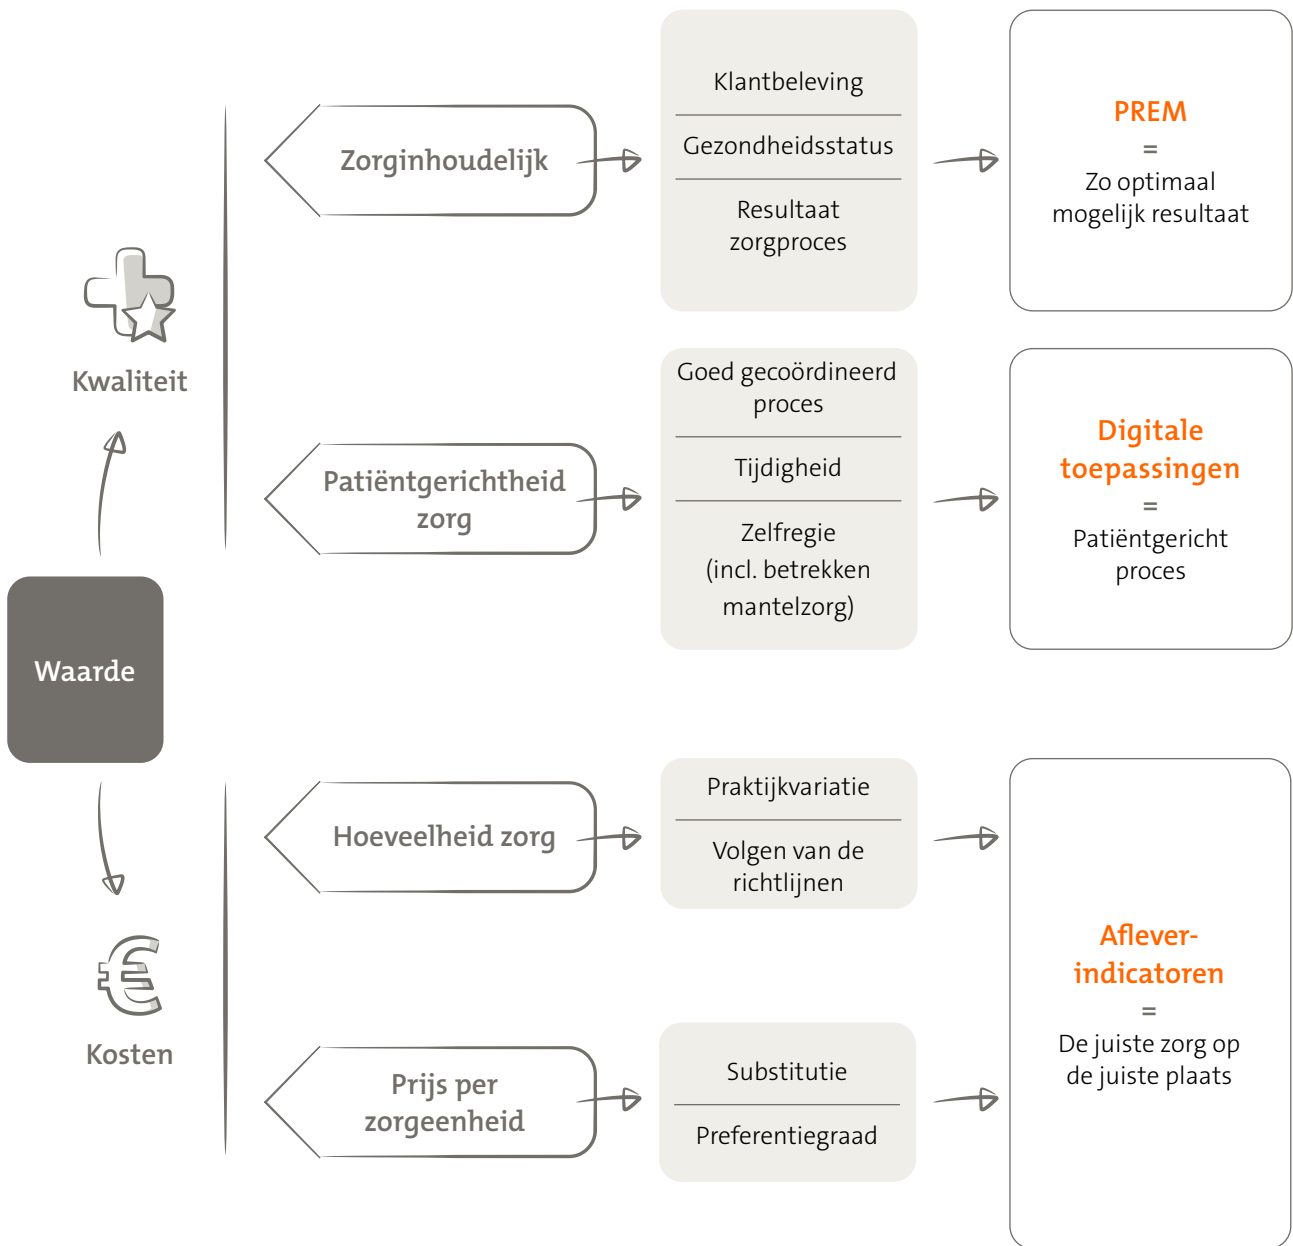 Klantbeleving
Gezondheidsstatus
Resultaat
zorgproces
Zorginhoudelijk
PREM
=
Zo optimaal
mogelijk resultaat
Kwaliteit
Patiëntgerichtheid
zorg
Goed gecoördineerd
proces
Tijdigheid
Zelfregie
(incl. betrekken
mantelzorg)
Digitale
toepassingen
=
Patiëntgericht
proces
Waarde
Hoeveelheid zorg
Praktijkvariatie
Volgen van de
richtlijnen
€
Kosten
Prijs per
zorgeenheid
Substitutie
Preferentiegraad
Aflever-
indicatoren
=
De juiste zorg op
de juiste plaats